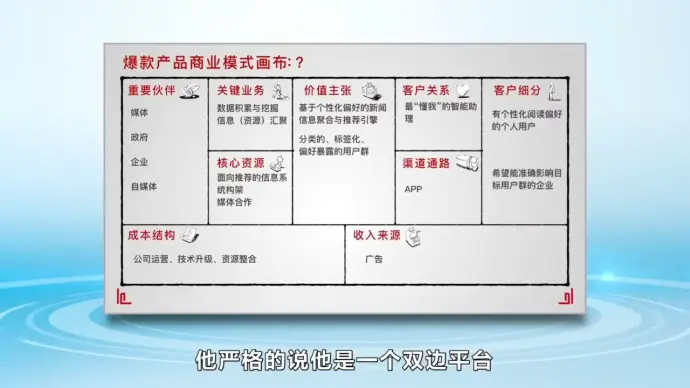 爆款产品商业模式画布：？
重要伙伴
媒体
政府
企业
自媒体
关键业务
数据积累与挖掘
信息（资源）汇聚
核心资源
面向推荐的信息系
统构架
媒体合作
价值主张
基于个性化偏好的新闻
信息聚合与推荐引擎
分类的、标签化、
偏好暴露的用户群
客户关系
最“懂我”的智能助
理
渠道通路
APP
客户细分
有个性化阅读偏好
的个人用户
希望能准确影响目
标用户群的企业
成本结构
公司运营、技术升级、资源整合
收入来源
广告
他严格的说他是一个双边平台